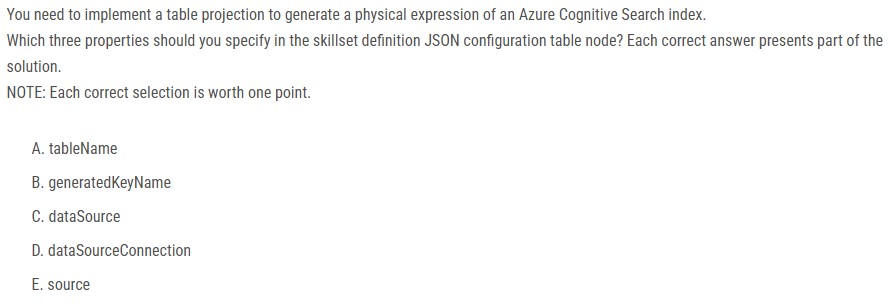 You need to implement a table projection to generate a physical expression of an Azure Cognitive Search index.
Which three properties should you specify in the skillset definition JSON configuration table node? Each correct answer presents part of the
solution.
NOTE: Each correct selection is worth one point.
A. tableName
B. generatedKeyName
C. dataSource
D. dataSourceConnection
E. source